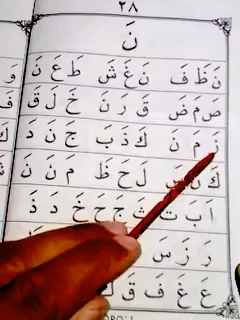 ٢٨
نَ
نَ ظَ فَ نَ غَ شَ طَ عَ نَ
صَ مَ ضَ قَ رَ نَ خَ لَ قَ
زَ مَ نَ كَ ذَ بَ جَ نَ دَ
كَ نَ سَ لَ حَ ظَ مَ نَ نَ
اَ بَ تَ ثَ جَ حَ خَ دَ ذَ
رَ زَ سَ
عَ غَ فَ قَ